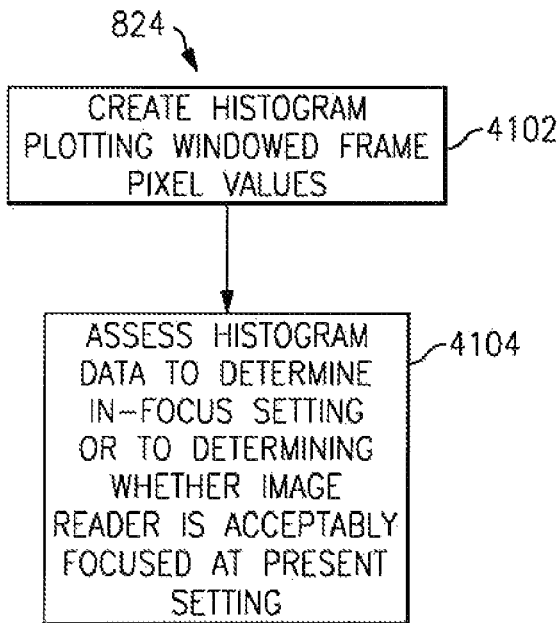 824
CREATE HISTOGRAM
PLOTTING WINDOWED FRAME
PIXEL VALUES
4102
ASSESS HISTOGRAM
DATA TO DETERMINE
IN-FOCUS SETTING
OR TO DETERMINING
WHETHER IMAGE
READER IS ACCEPTABLY
FOCUSED AT PRESENT
SETTING
4104